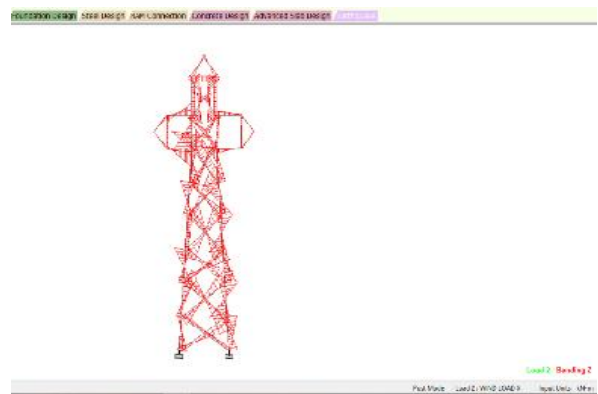 Foundation Design Steel Design RAM Connection Concrete Design Advanced Slab Design
Load 2 Bending Z
Post Mode Load 2 : WIND LOAD X Input Units :